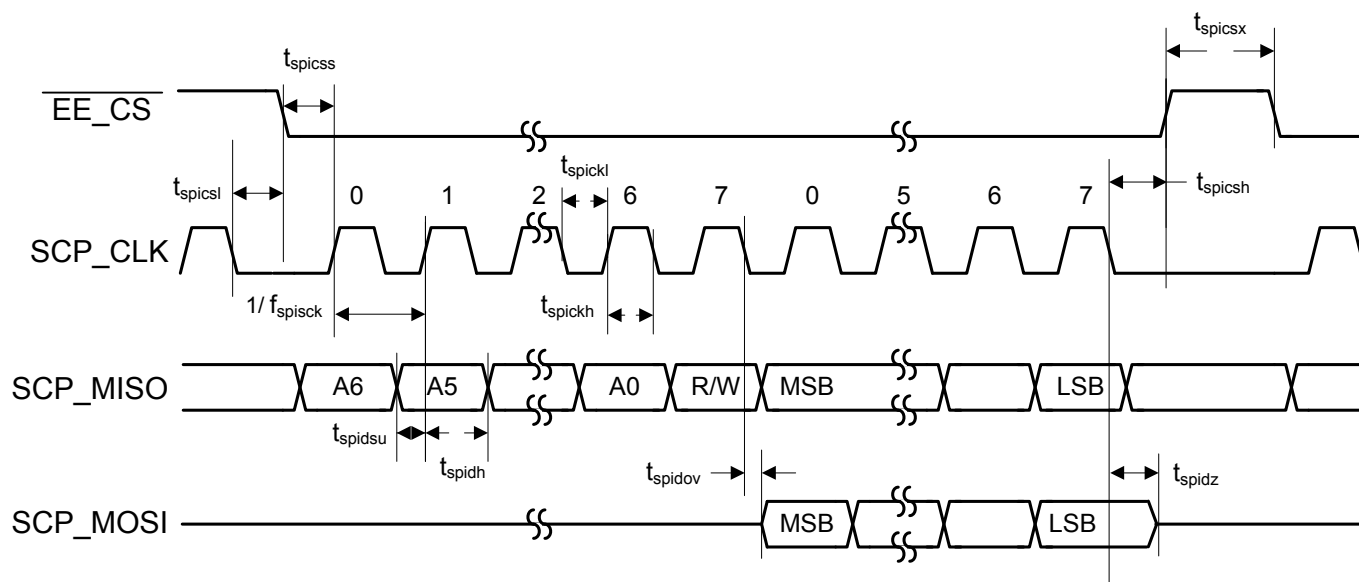 t_spicsx
t_spicss
EE_CS
t_spicsl
t_spickl
t_spicsh
0 1 2 6 7 0 5 6 7
SCP_CLK
1/ f_spisck
t_spickh
SCP_MISO
A6 A5 A0 R/W MSB LSB
t_spidsu
t_spidh
t_spidov
t_spidz
SCP_MOSI
MSB LSB